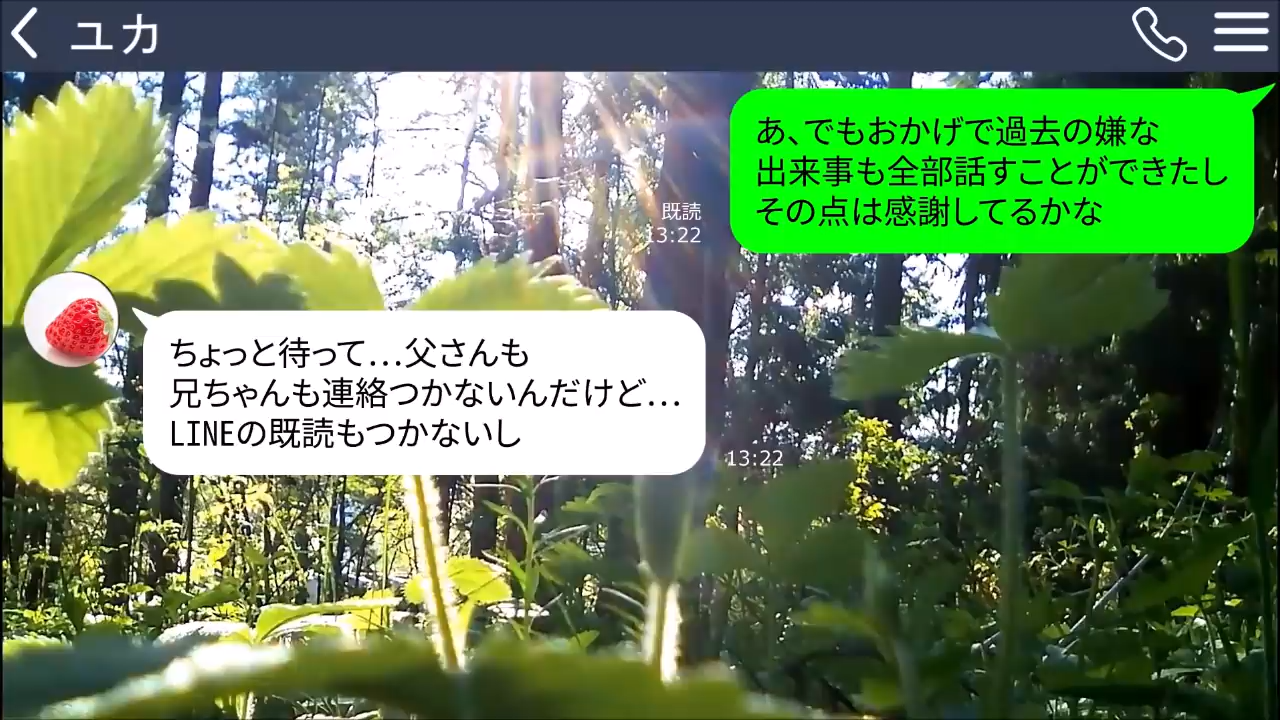 ユカ
あ、でもおかげで過去の嫌な
出来事も全部話すことができたし
その点は感謝してるかな
既読
13:22
ちょっと待って...父さんも
兄ちゃんも連絡つかないんだけど...
LINEの既読もつかないし
13:22